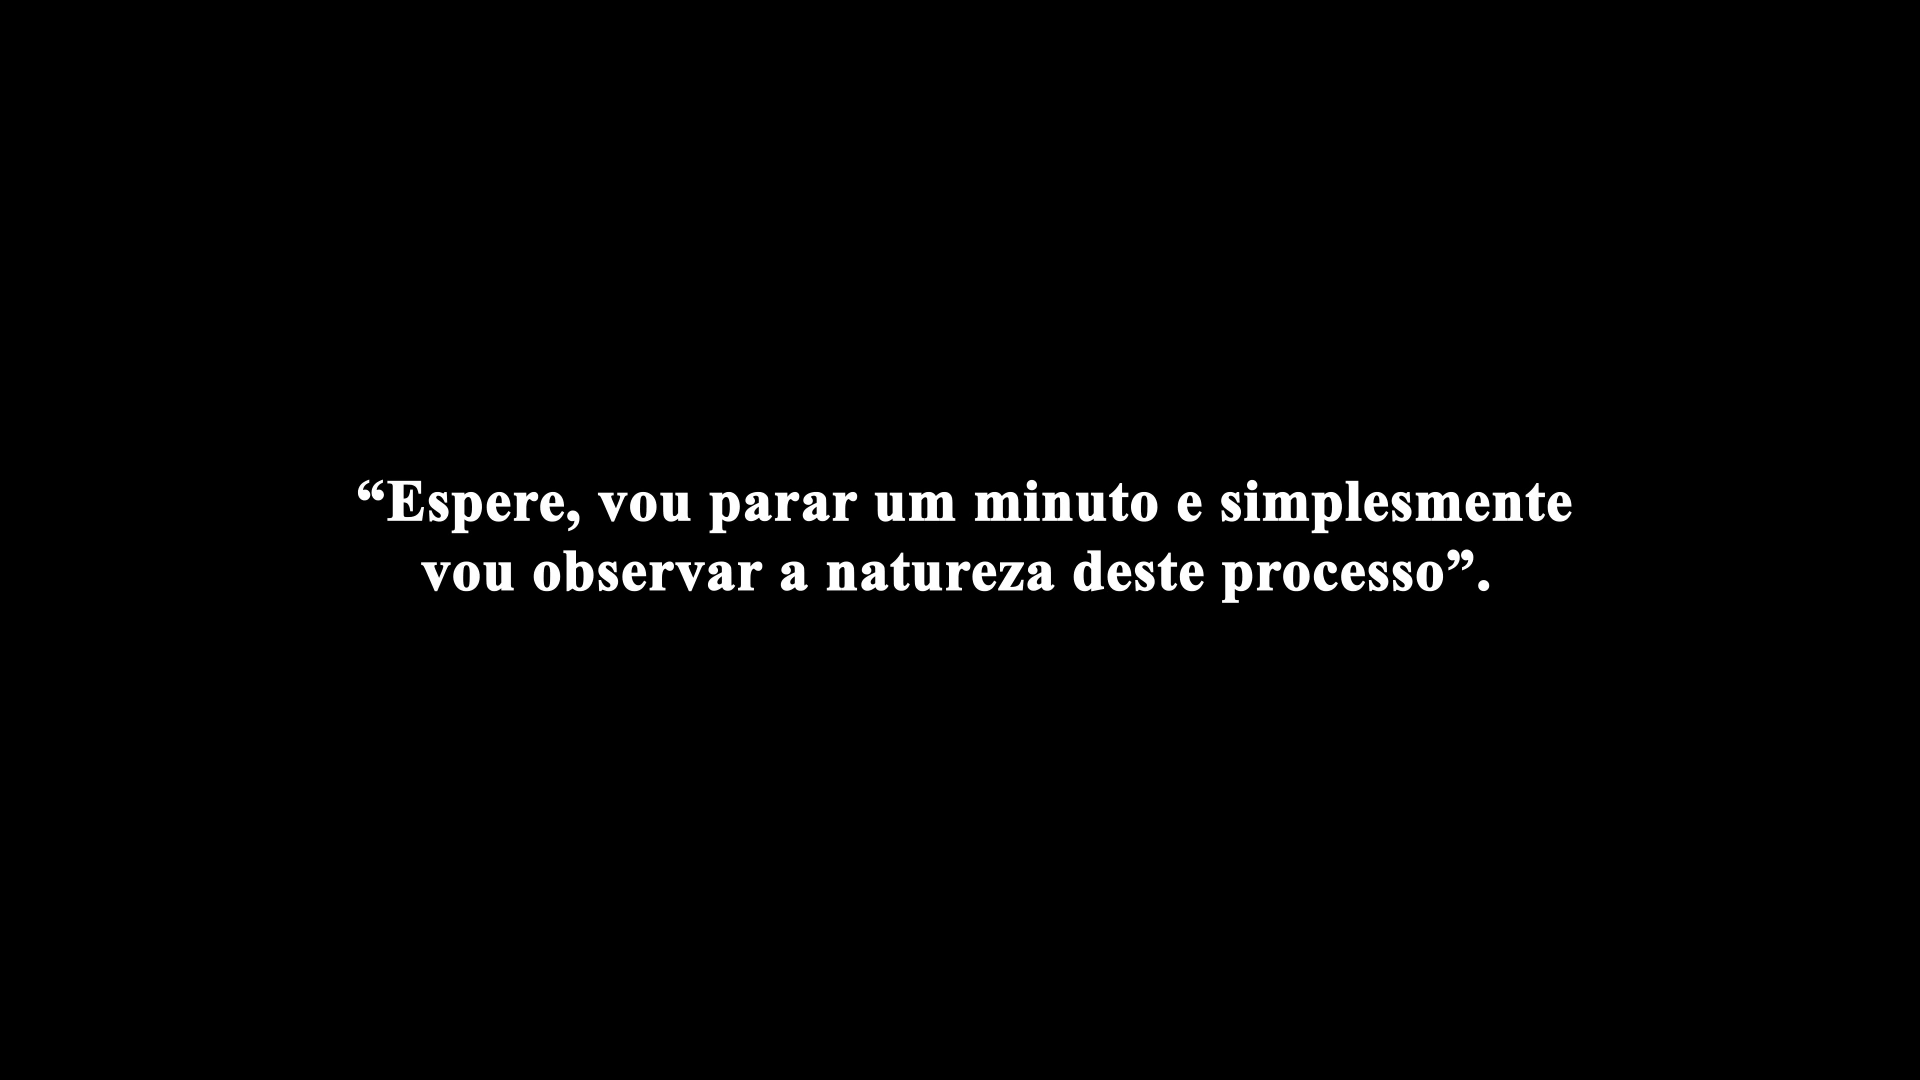 “Espere, vou parar um minuto e simplesmente
vou observar a natureza deste processo”.